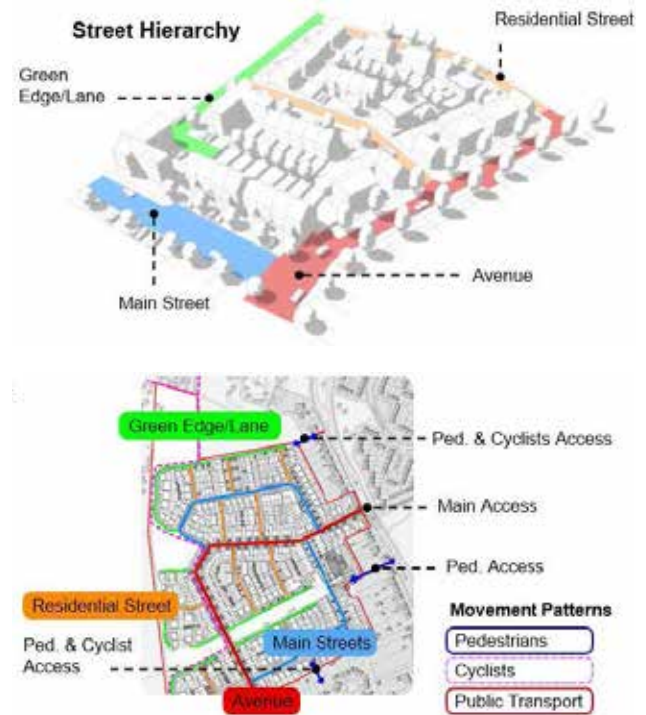 Street Hierarchy
Residential Street
Green
Edge/Lane
Avenue
Main Street
Green Edge/Lane
Ped. & Cyclists Access
Main Access
Ped. Access
Residential Street
Movement Patterns
Ped. & Cyclist
Access
Main Streets
Pedestrians
Cyclists
Avenue
Public Transport